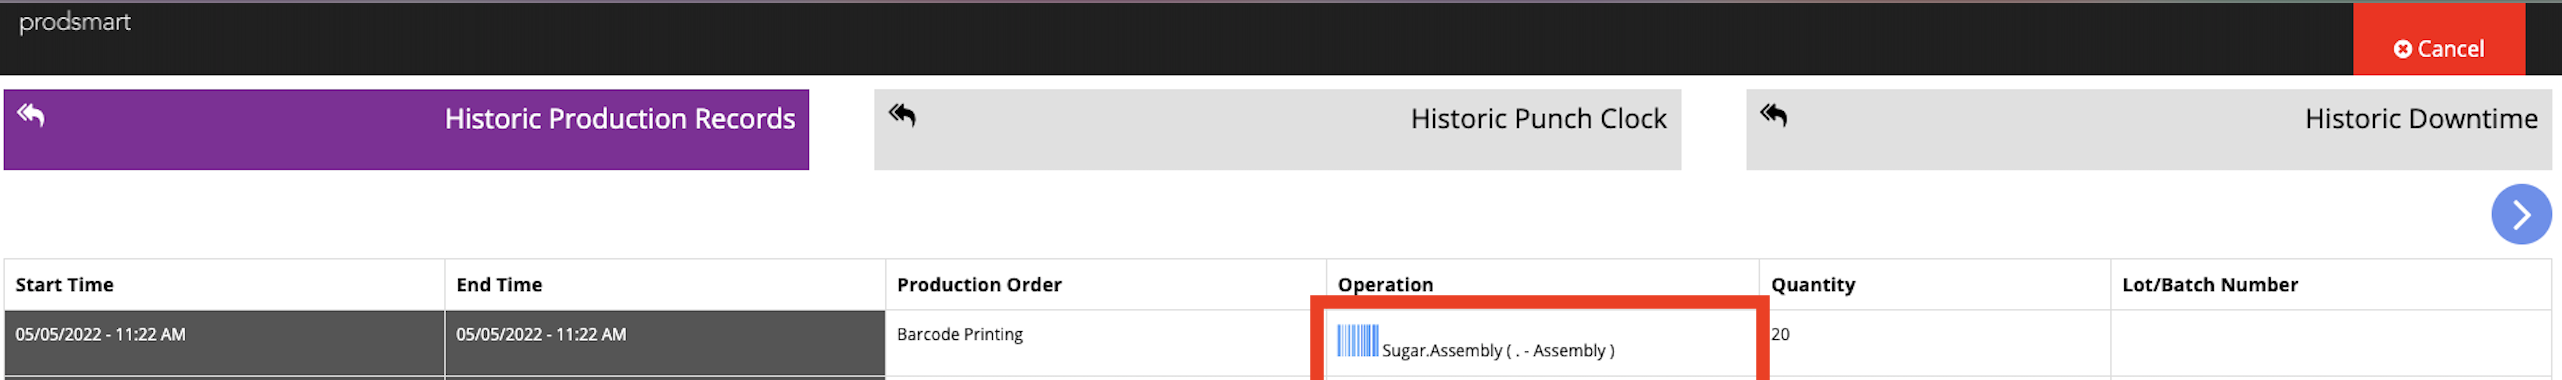 prodsmart
Cancel
Historic Production Records
Historic Punch Clock
Historic Downtime
Start Time End Time Production Order Operation Quantity Lot/Batch Number
05/05/2022 - 11:22 AM 05/05/2022 - 11:22 AM Barcode Printing Sugar.Assembly ( . - Assembly ) 20